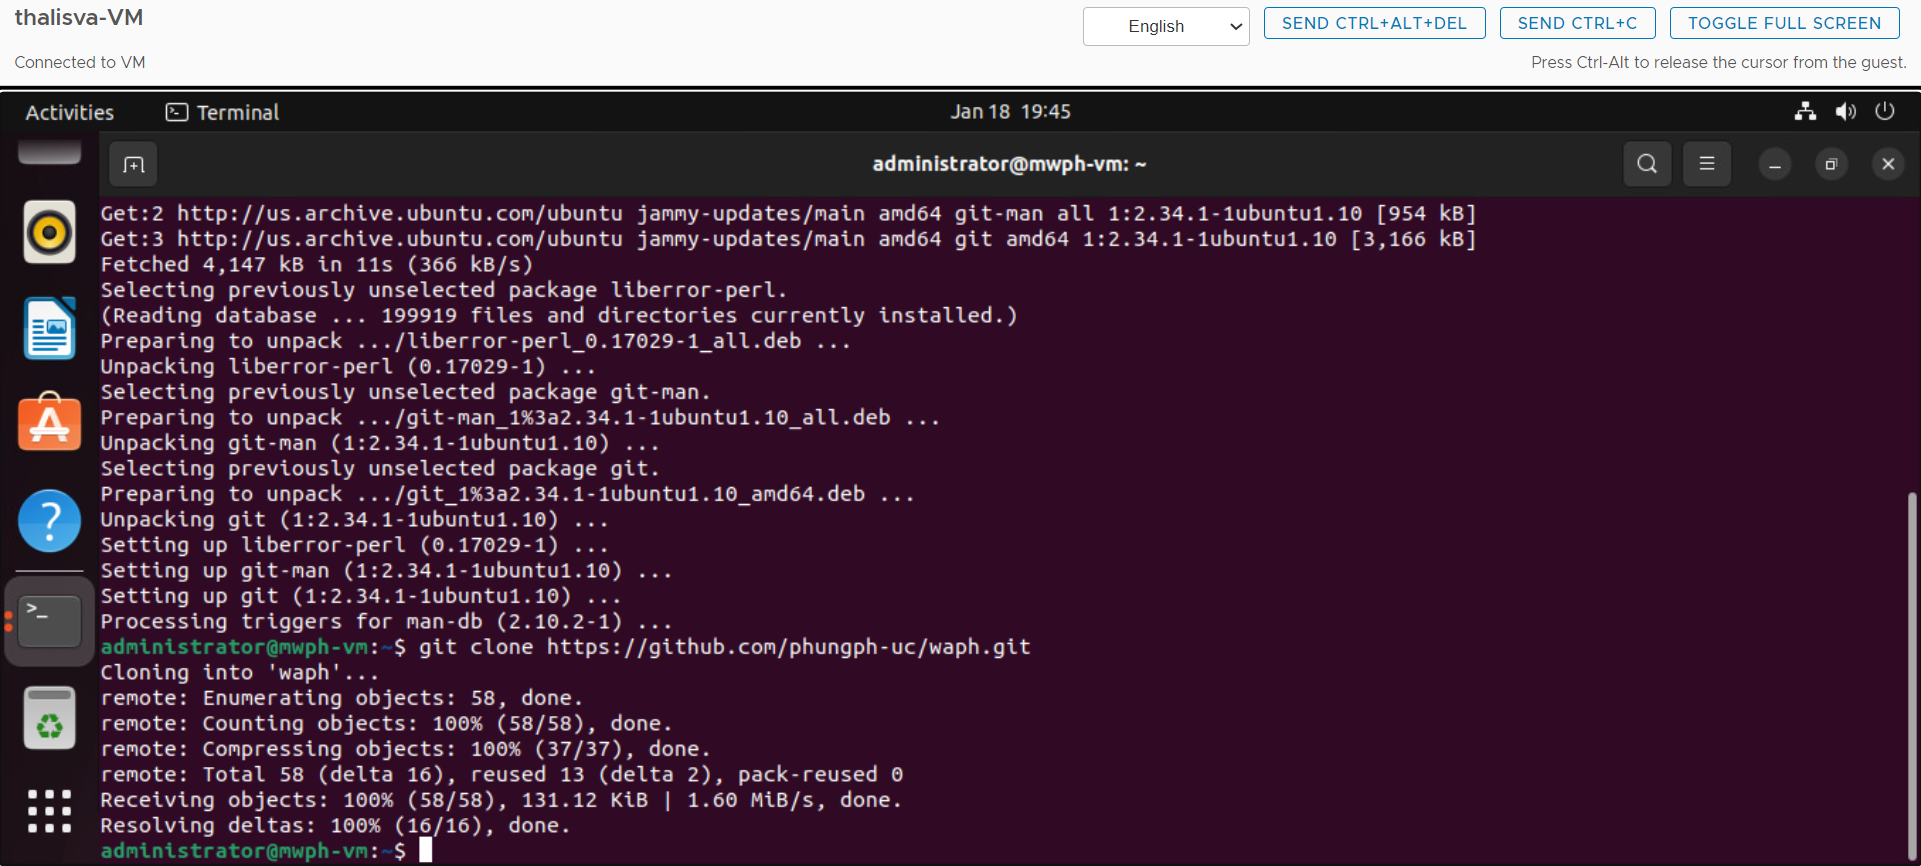 thalisva-VM
English
SEND CTRL+ALT+DEL
SEND CTRL+C
TOGGLE FULL SCREEN
Connected to VM
Press Ctrl-Alt to release the cursor from the guest.
Activities
Terminal
Jan 18 19:45
administrator@mwph-vm: ~
Get:2 http://us.archive.ubuntu.com/ubuntu jammy-updates/main amd64 git-man all 1:2.34.1-1ubuntu1.10 [954 kB]
Get:3 http://us.archive.ubuntu.com/ubuntu jammy-updates/main amd64 git amd64 1:2.34.1-1ubuntu1.10 [3,166 kB]
Fetched 4,147 kB in 11s (366 kB/s)
Selecting previously unselected package liberror-perl.
(Reading database ... 199919 files and directories currently installed.)
Preparing to unpack .../liberror-perl_0.17029-1_all.deb ...
Unpacking liberror-perl (0.17029-1) ...
Selecting previously unselected package git-man.
Preparing to unpack .../git-man_1%3a2.34.1-1ubuntu1.10_all.deb ...
Unpacking git-man (1:2.34.1-1ubuntu1.10) ...
Selecting previously unselected package git.
Preparing to unpack .../git_1%3a2.34.1-1ubuntu1.10_amd64.deb ...
Unpacking git (1:2.34.1-1ubuntu1.10) ...
Setting up liberror-perl (0.17029-1) ...
Setting up git-man (1:2.34.1-1ubuntu1.10) ...
Setting up git (1:2.34.1-1ubuntu1.10) ...
Processing triggers for man-db (2.10.2-1) ...
administrator@mwph-vm:~$ git clone https://github.com/phungph-uc/waph.git
Cloning into 'waph'...
remote: Enumerating objects: 58, done.
remote: Counting objects: 100% (58/58), done.
remote: Compressing objects: 100% (37/37), done.
remote: Total 58 (delta 16), reused 13 (delta 2), pack-reused 0
Receiving objects: 100% (58/58), 131.12 KiB | 1.60 MiB/s, done.
Resolving deltas: 100% (16/16), done.
administrator@mwph-vm:~$